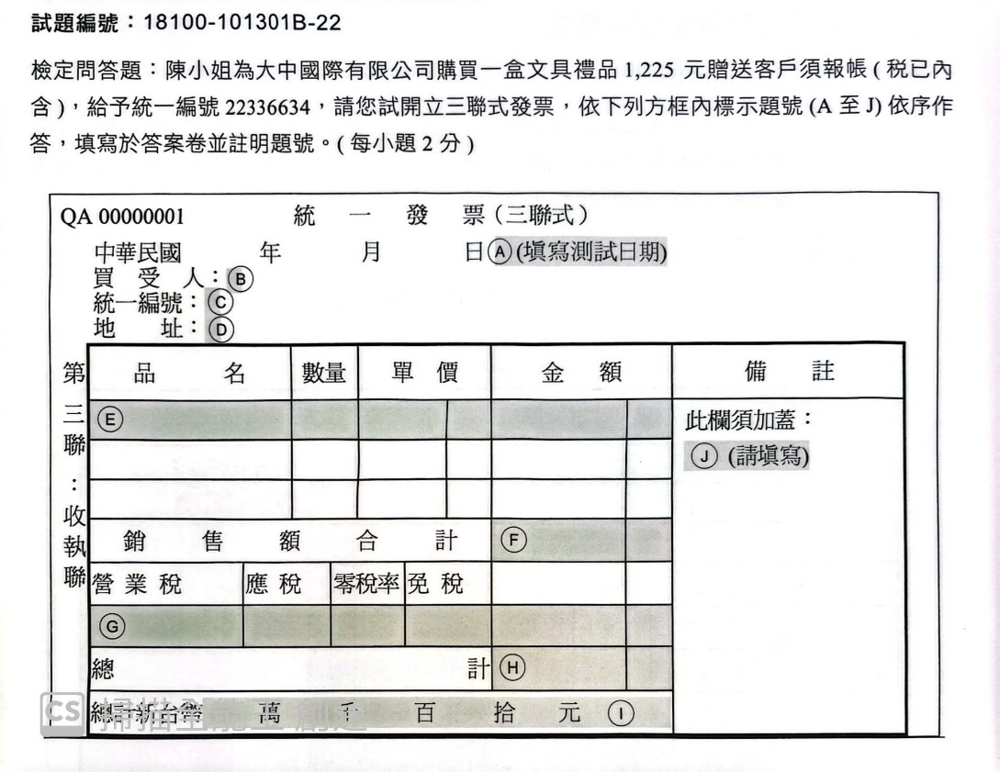 試題編號：18100-101301B-22
檢定問答題：陳小姐為大中國際有限公司購買一盒文具禮品 1,225 元贈送客戶須報帳 ( 稅已內
含 )，給予統一編號 22336634，請您試開立三聯式發票，依下列方框內標示題號 (A 至 J) 依序作
答，填寫於答案卷並註明題號。( 每小題 2 分 )
QA 00000001 統 一 發 票（三聯式）
中華民國 年 月 日Ⓐ(填寫測試日期)
買 受 人：Ⓑ
統一編號：Ⓒ
地 址：Ⓓ
第三聯：收執聯
品 名 數量 單 價 金 額 備 註
Ⓔ 此欄須加蓋：
Ⓙ (請填寫)
銷 售 額 合 計 Ⓕ
營 業 稅 應 稅 零稅率 免 稅
Ⓖ
總 計 Ⓗ
總計新台幣 萬 千 百 拾 元 Ⓘ
CS 掃描全能王 創建